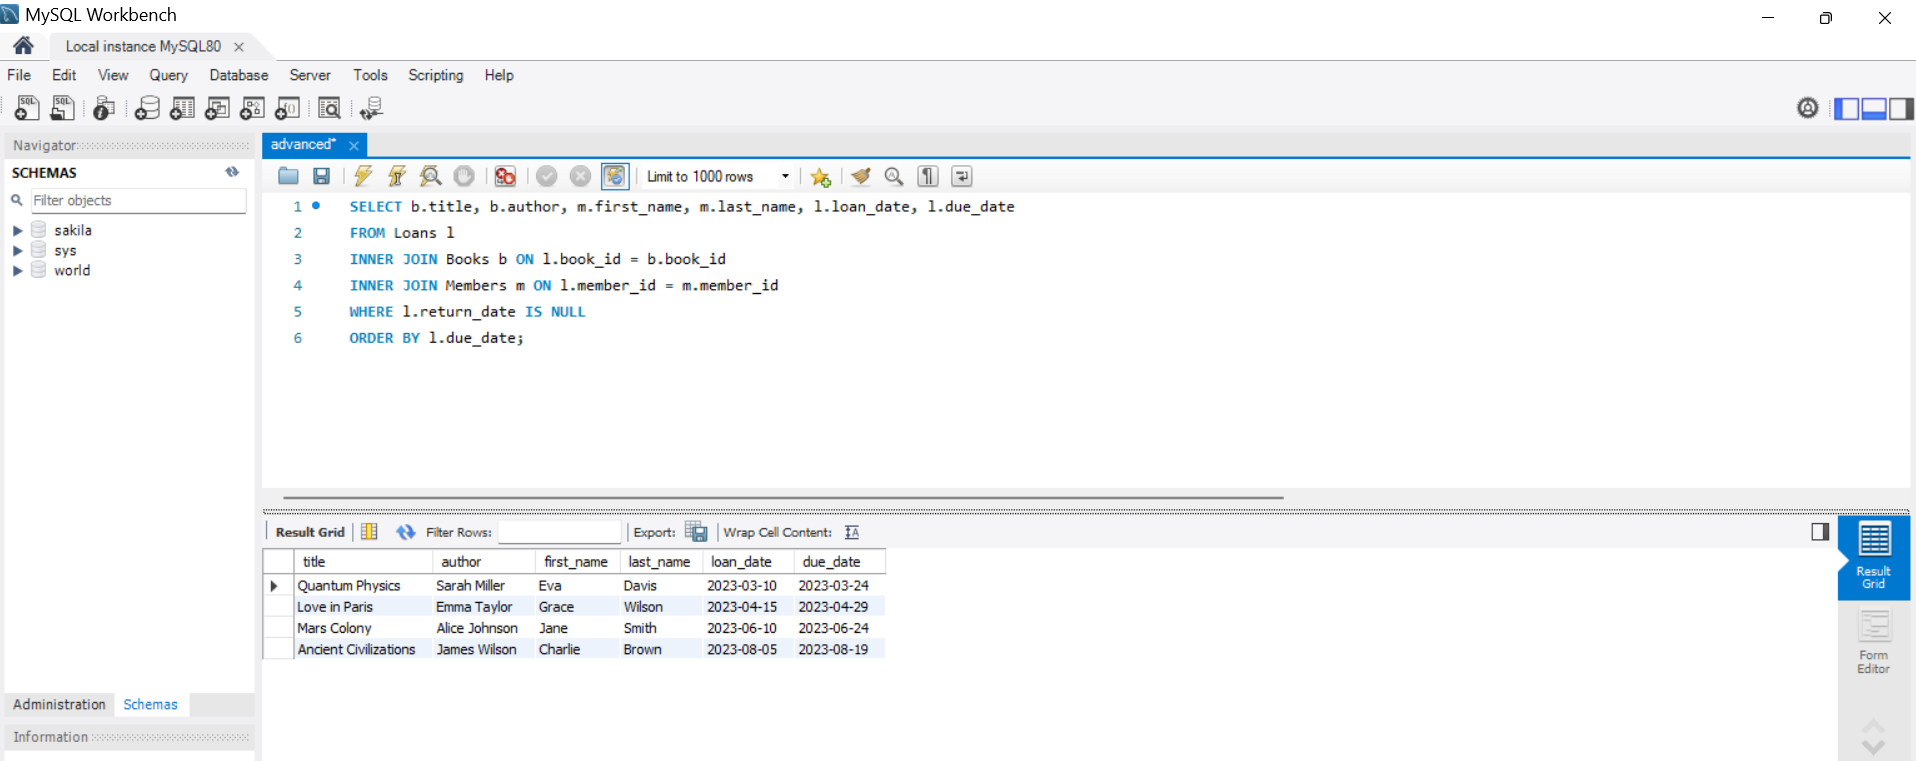 MySQL Workbench
Local instance MySQL80
File Edit View Query Database Server Tools Scripting Help
Navigator
SCHEMAS
Filter objects
sakila
sys
world
Administration Schemas
Information
advanced*
Limit to 1000 rows
1 SELECT b.title, b.author, m.first_name, m.last_name, l.loan_date, l.due_date
2 FROM Loans l
3 INNER JOIN Books b ON l.book_id = b.book_id
4 INNER JOIN Members m ON l.member_id = m.member_id
5 WHERE l.return_date IS NULL
6 ORDER BY l.due_date;
Result Grid Filter Rows: Export: Wrap Cell Content:
title author first_name last_name loan_date due_date
Quantum Physics Sarah Miller Eva Davis 2023-03-10 2023-03-24
Love in Paris Emma Taylor Grace Wilson 2023-04-15 2023-04-29
Mars Colony Alice Johnson Jane Smith 2023-06-10 2023-06-24
Ancient Civilizations James Wilson Charlie Brown 2023-08-05 2023-08-19
Result
Grid
Form
Editor